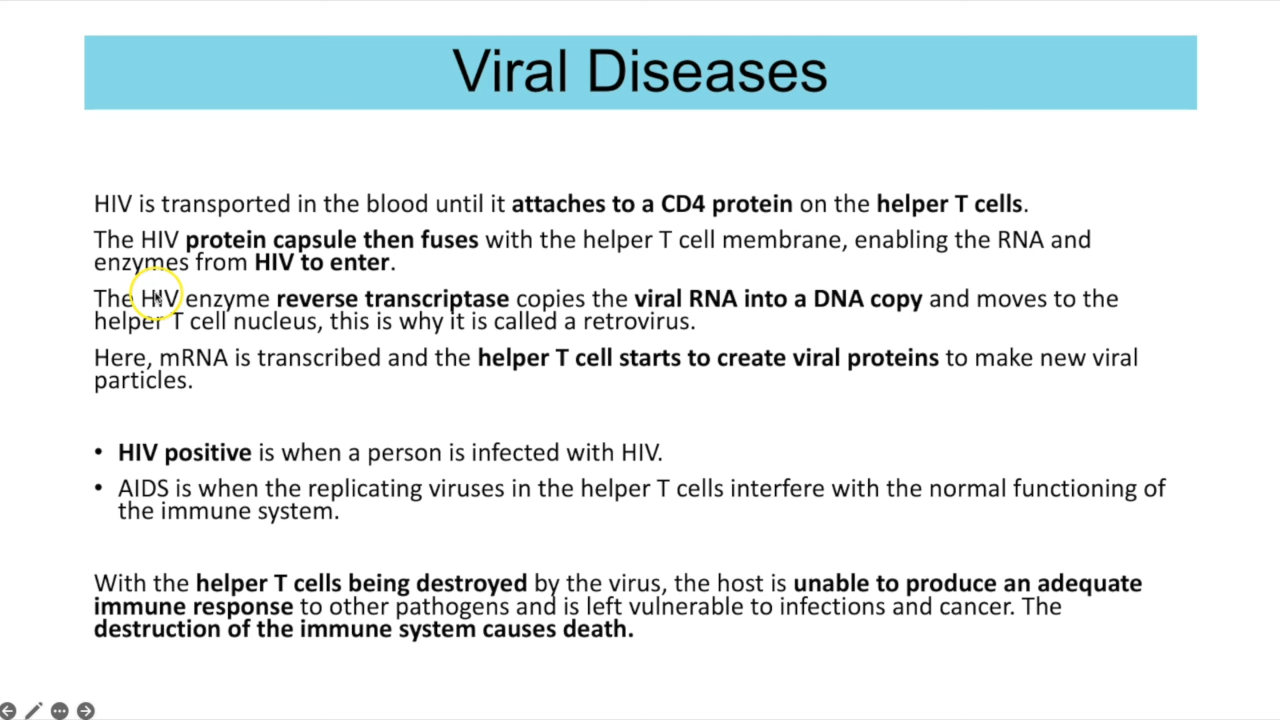 Viral Diseases
HIV is transported in the blood until it attaches to a CD4 protein on the helper T cells.
The HIV protein capsule then fuses with the helper T cell membrane, enabling the RNA and
enzymes from HIV to enter.
The HIV enzyme reverse transcriptase copies the viral RNA into a DNA copy and moves to the
helper T cell nucleus, this is why it is called a retrovirus.
Here, mRNA is transcribed and the helper T cell starts to create viral proteins to make new viral
particles.
• HIV positive is when a person is infected with HIV.
• AIDS is when the replicating viruses in the helper T cells interfere with the normal functioning of
the immune system.
With the helper T cells being destroyed by the virus, the host is unable to produce an adequate
immune response to other pathogens and is left vulnerable to infections and cancer. The
destruction of the immune system causes death.